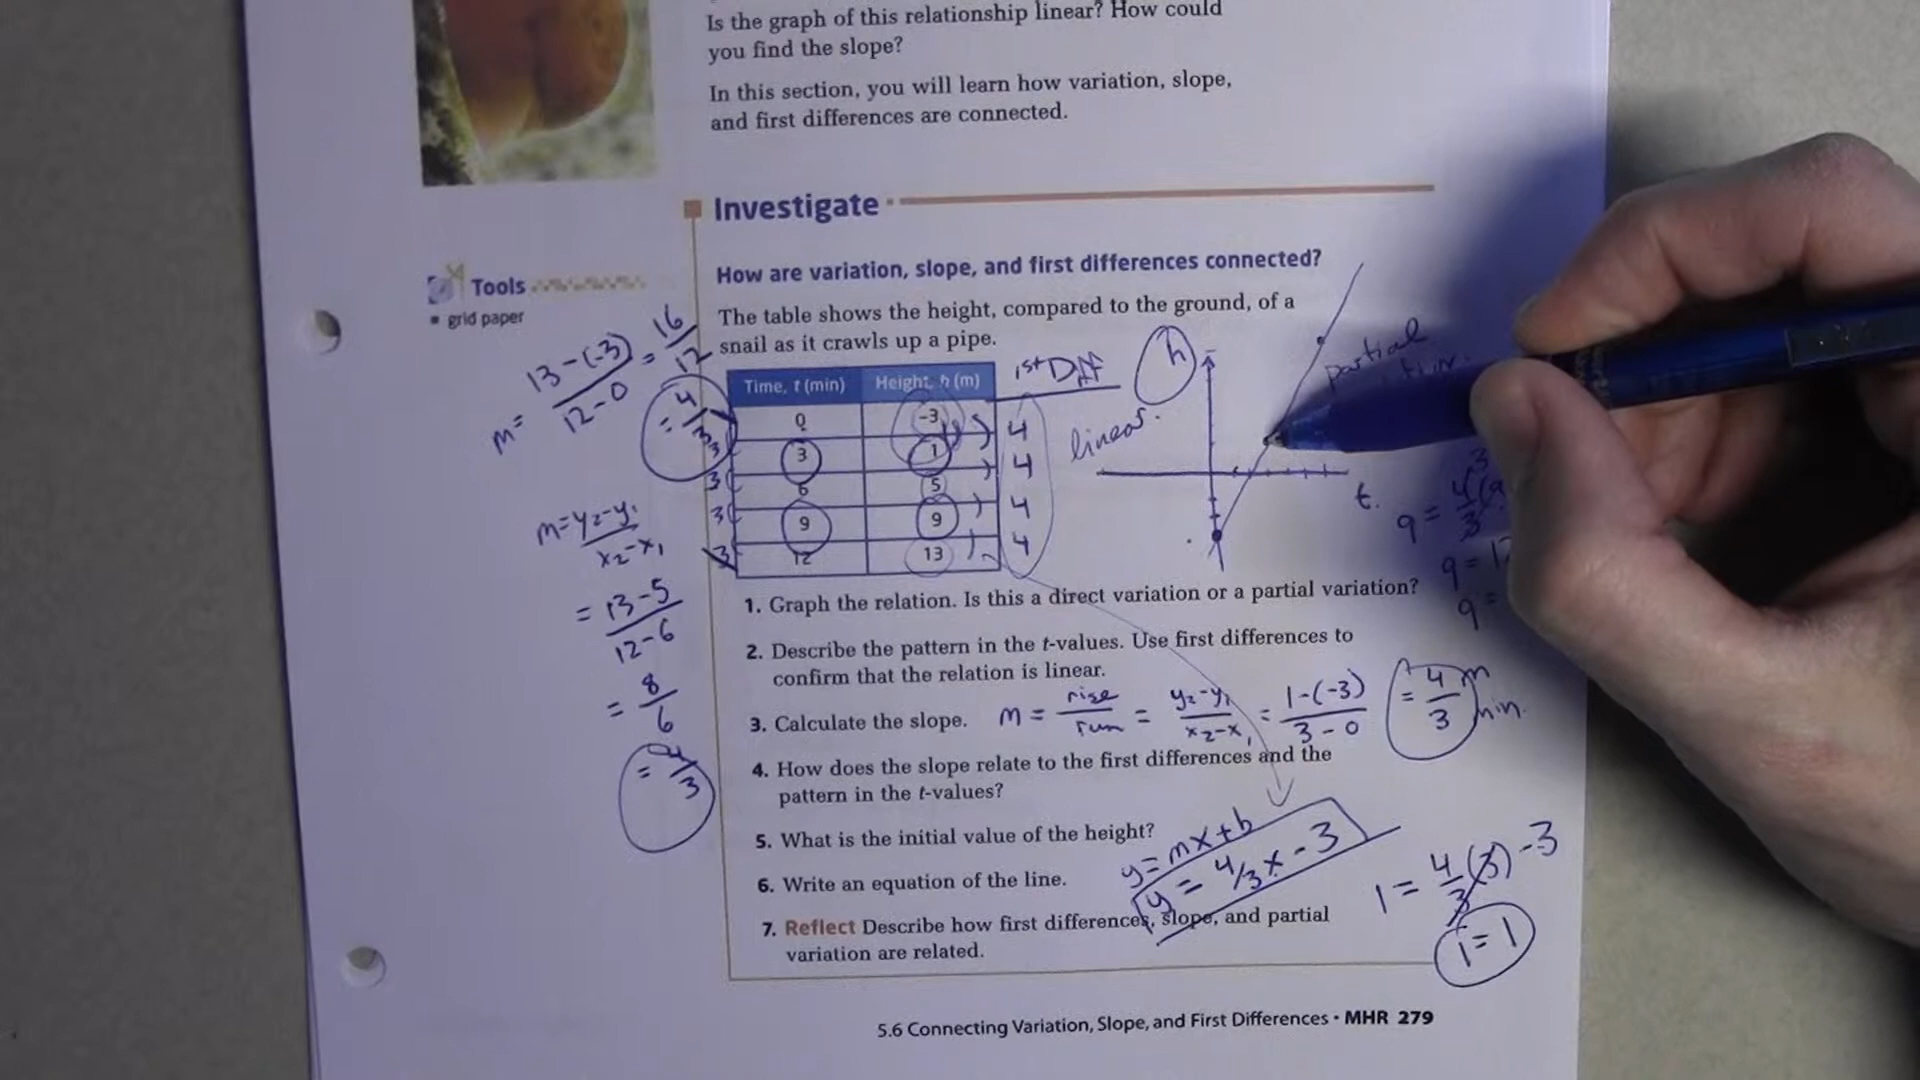 Is the graph of this relationship linear? How could
you find the slope?
In this section, you will learn how variation, slope,
and first differences are connected.
Investigate
Tools
▪ grid paper
How are variation, slope, and first differences connected?
The table shows the height, compared to the ground, of a
snail as it crawls up a pipe.
Time, t (min) Height, h (m) 1st Diff
0 -3
3 1
6 5
9 9
12 13
3 3 3 3
4 4 4 4
linear.
h
t.
partial
m = 13-(-3) / 12-0 = 16/12
= 4/3
m = y₂-y₁ / x₂-x₁
= 13-5 / 12-6
= 8/6
= 4/3
9 = 4/3
9 =
9 =
1. Graph the relation. Is this a direct variation or a partial variation?
2. Describe the pattern in the t-values. Use first differences to
confirm that the relation is linear.
3. Calculate the slope. m = rise/run = y₂-y₁ / x₂-x₁ = 1-(-3) / 3-0 = 4/3 m/min.
4. How does the slope relate to the first differences and the
pattern in the t-values?
5. What is the initial value of the height?
y = mx+b
6. Write an equation of the line.
y = 4/3x - 3
1 = 4/3(3) - 3
1 = 1
7. Reflect Describe how first differences, slope, and partial
variation are related.
5.6 Connecting Variation, Slope, and First Differences • MHR 279